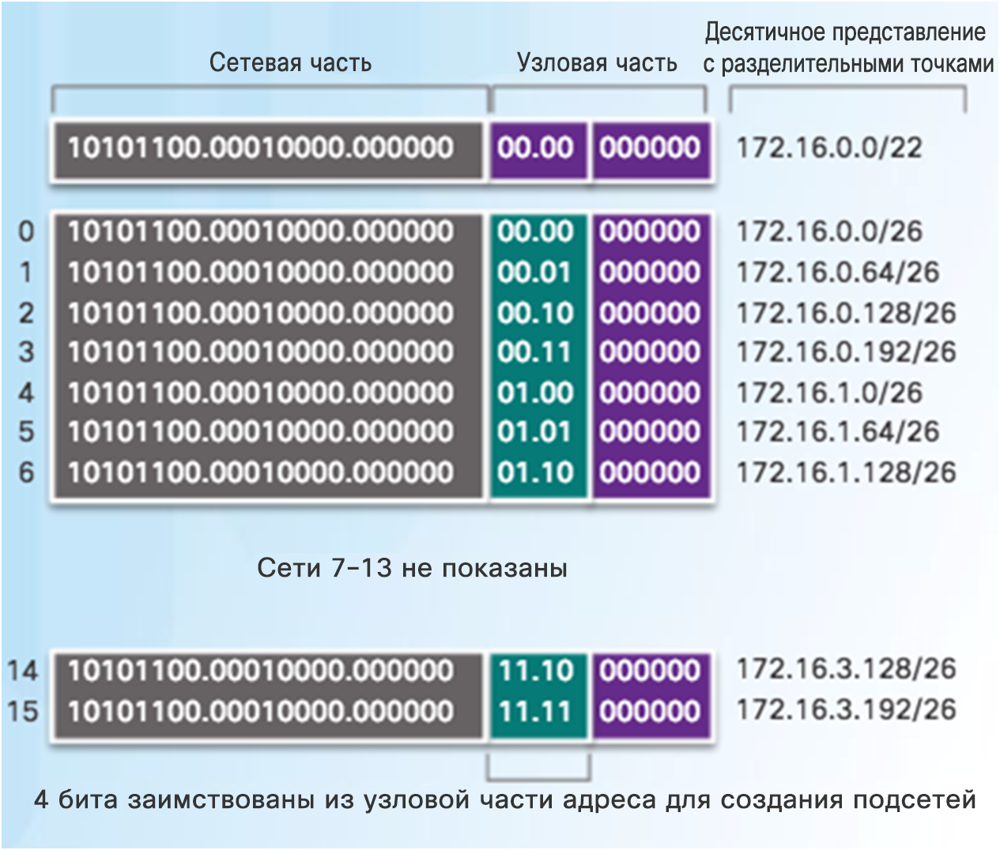 Сетевая часть
Узловая часть
Десятичное представление
с разделительными точками
10101100.00010000.000000 00.00 000000 172.16.0.0/22
0 10101100.00010000.000000 00.00 000000 172.16.0.0/26
1 10101100.00010000.000000 00.01 000000 172.16.0.64/26
2 10101100.00010000.000000 00.10 000000 172.16.0.128/26
3 10101100.00010000.000000 00.11 000000 172.16.0.192/26
4 10101100.00010000.000000 01.00 000000 172.16.1.0/26
5 10101100.00010000.000000 01.01 000000 172.16.1.64/26
6 10101100.00010000.000000 01.10 000000 172.16.1.128/26
Сети 7–13 не показаны
14 10101100.00010000.000000 11.10 000000 172.16.3.128/26
15 10101100.00010000.000000 11.11 000000 172.16.3.192/26
4 бита заимствованы из узловой части адреса для создания подсетей